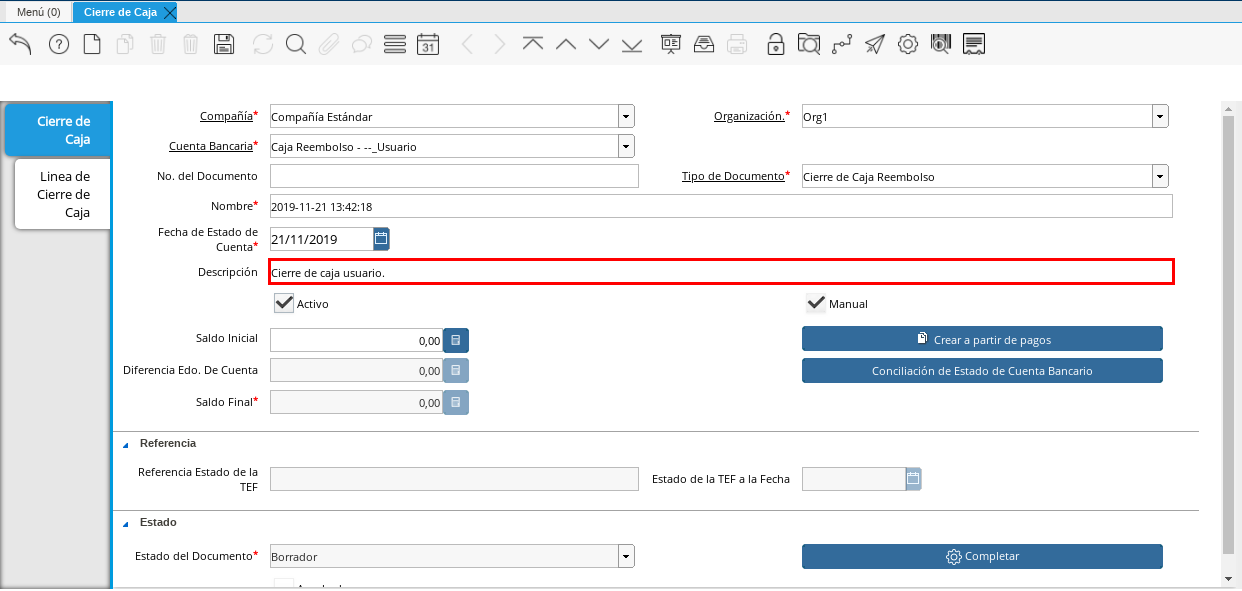 Menú (0)
Cierre de Caja
31
Cierre de
Caja
Linea de
Cierre de
Caja
Compañía* Compañía Estándar
Organización.* Org1
Cuenta Bancaria* Caja Reembolso - --_Usuario
No. del Documento
Tipo de Documento* Cierre de Caja Reembolso
Nombre* 2019-11-21 13:42:18
Fecha de Estado de
Cuenta* 21/11/2019
Descripción Cierre de caja usuario.
Activo
Manual
Saldo Inicial 0,00
Crear a partir de pagos
Diferencia Edo. De Cuenta 0,00
Conciliación de Estado de Cuenta Bancario
Saldo Final* 0,00
Referencia
Referencia Estado de la
TEF
Estado de la TEF a la Fecha
Estado
Estado del Documento* Borrador
Completar